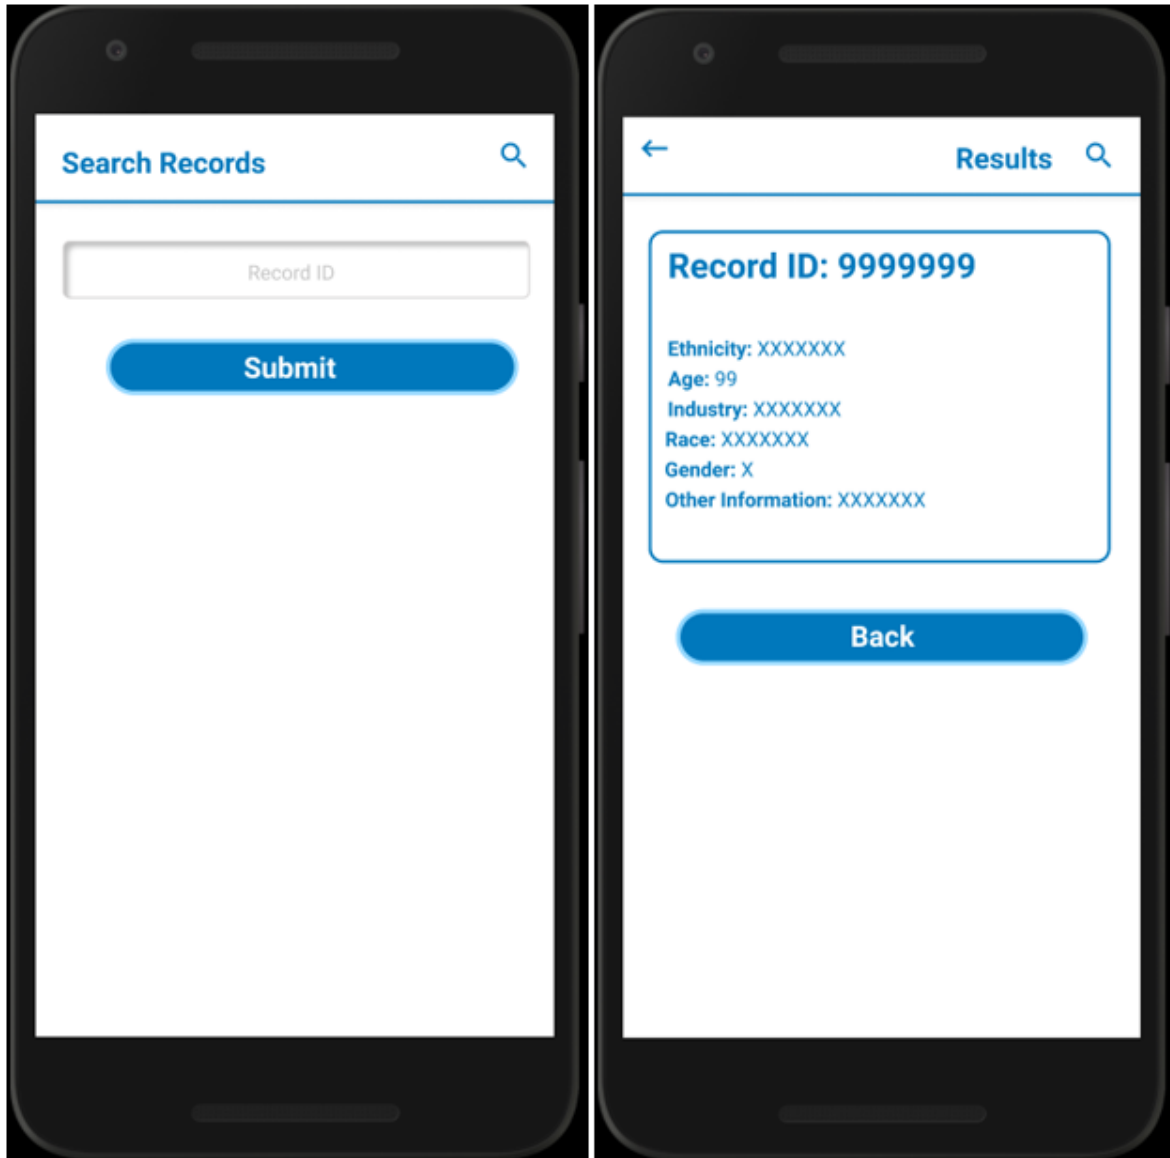 Search Records
Record ID
Submit
Results
Record ID: 9999999
Ethnicity: XXXXXXX
Age: 99
Industry: XXXXXXX
Race: XXXXXXX
Gender: X
Other Information: XXXXXXX
Back